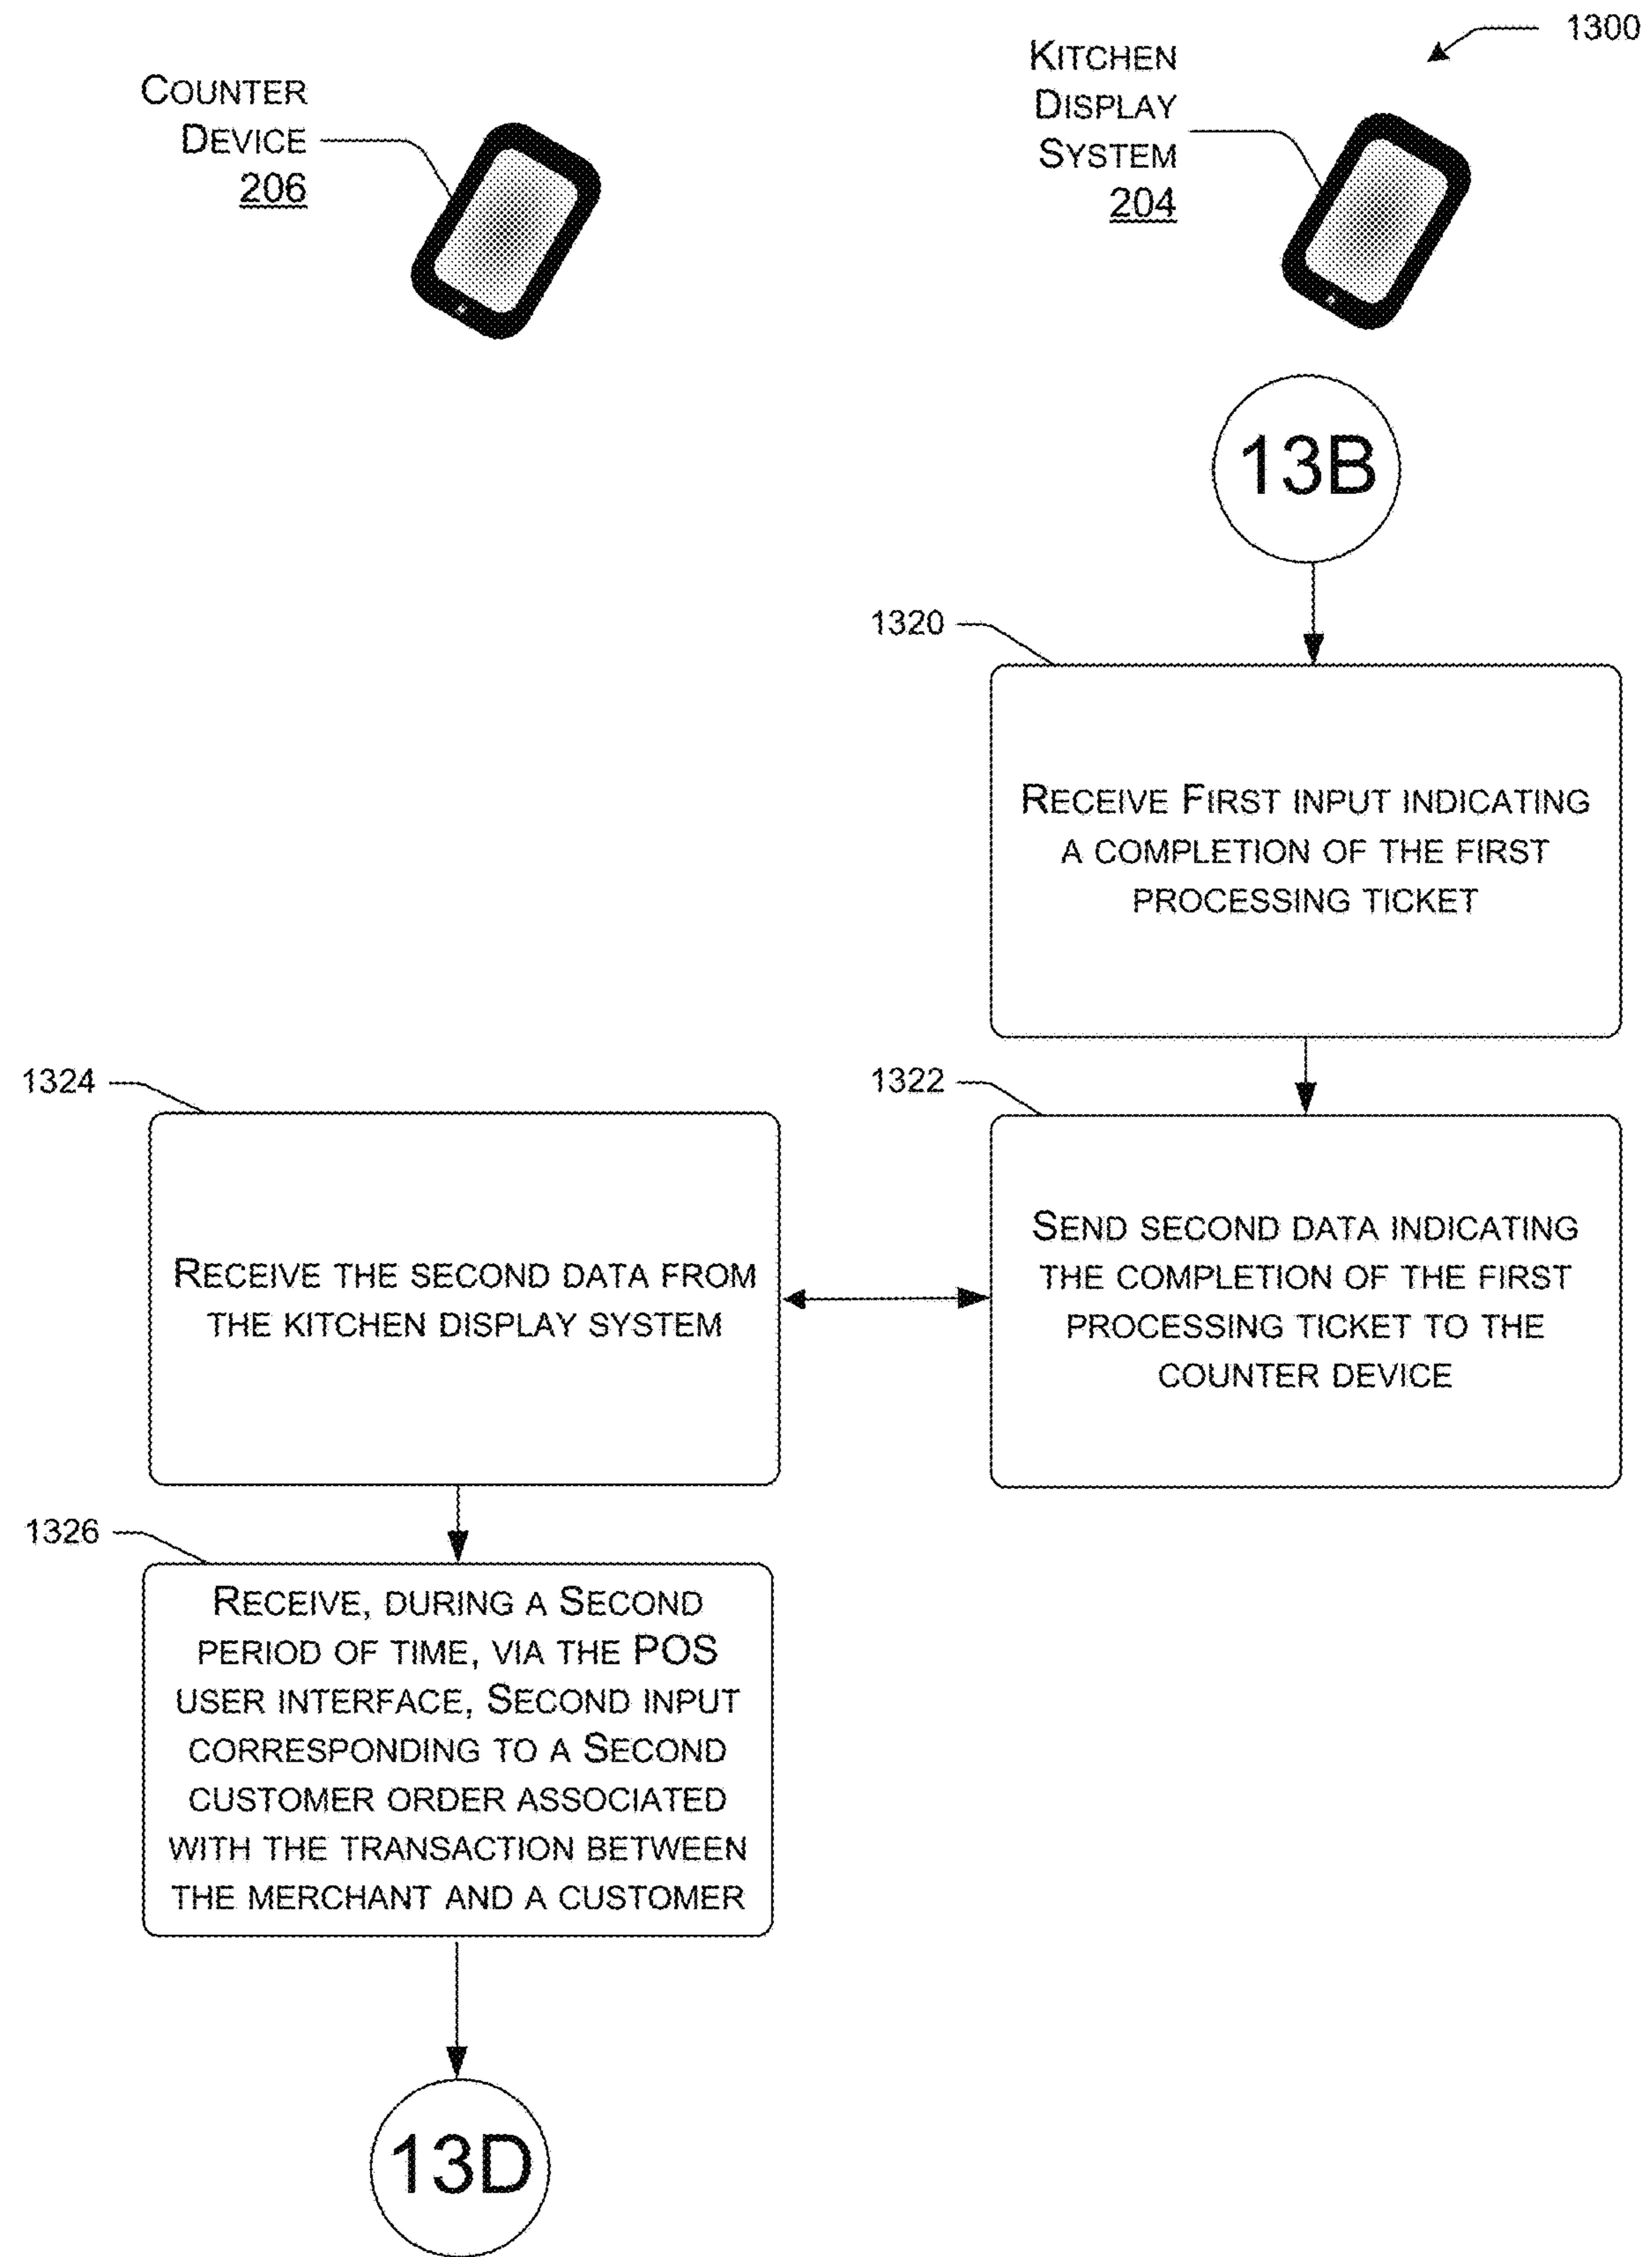 1300
COUNTER
DEVICE
206
KITCHEN
DISPLAY
SYSTEM
204
13B
1320
RECEIVE FIRST INPUT INDICATING
A COMPLETION OF THE FIRST
PROCESSING TICKET
1322
SEND SECOND DATA INDICATING
THE COMPLETION OF THE FIRST
PROCESSING TICKET TO THE
COUNTER DEVICE
1324
RECEIVE THE SECOND DATA FROM
THE KITCHEN DISPLAY SYSTEM
1326
RECEIVE, DURING A SECOND
PERIOD OF TIME, VIA THE POS
USER INTERFACE, SECOND INPUT
CORRESPONDING TO A SECOND
CUSTOMER ORDER ASSOCIATED
WITH THE TRANSACTION BETWEEN
THE MERCHANT AND A CUSTOMER
13D